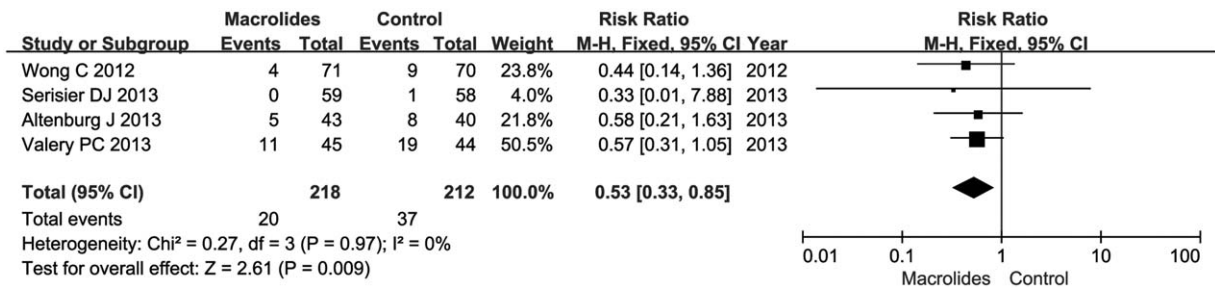 Macrolides Control Risk Ratio Risk Ratio
Study or Subgroup Events Total Events Total Weight M-H, Fixed, 95% CI Year M-H, Fixed, 95% CI
Wong C 2012 4 71 9 70 23.8% 0.44 [0.14, 1.36] 2012
Serisier DJ 2013 0 59 1 58 4.0% 0.33 [0.01, 7.88] 2013
Altenburg J 2013 5 43 8 40 21.8% 0.58 [0.21, 1.63] 2013
Valery PC 2013 11 45 19 44 50.5% 0.57 [0.31, 1.05] 2013
Total (95% CI) 218 212 100.0% 0.53 [0.33, 0.85]
Total events 20 37
Heterogeneity: Chi² = 0.27, df = 3 (P = 0.97); I² = 0%
Test for overall effect: Z = 2.61 (P = 0.009)
0.01 0.1 1 10 100
Macrolides Control